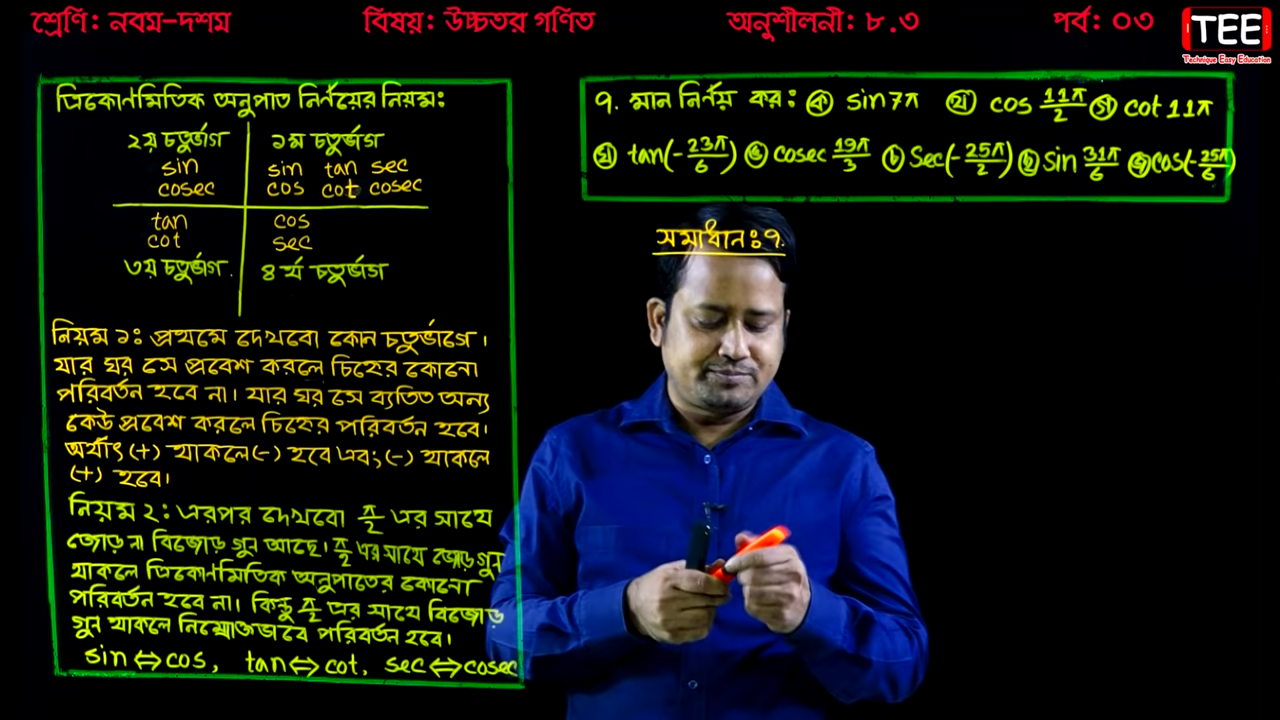 শ্রেণি: নবম-দশম বিষয়: উচ্চতর গণিত অনুশীলনী: ৮.৩ পর্ব: ০৩ TEE
Technique Easy Education
ত্রিকোণমিতিক অনুপাত নির্ণয়ের নিয়ম:
২য় চতুর্ভাগ ১ম চতুর্ভাগ
sin sin tan sec
cosec cos cot cosec
tan cos
cot sec
৩য় চতুর্ভাগ. ৪র্থ চতুর্ভাগ
নিয়ম ১: প্রথমে দেখবো কোন চতুর্ভাগে।
যার ঘর সে প্রবেশ করলে চিহ্নের কোনো
পরিবর্তন হবে না। যার ঘর সে ব্যতিত অন্য
কেউ প্রবেশ করলে চিহ্নের পরিবর্তন হবে।
অর্থাৎ (+) থাকলে (-) হবে এবং (-) থাকলে
(+) হবে।
নিয়ম ২: এরপর দেখবো π/2 এর সাথে
জোড় না বিজোড় গুন আছে। π/2 এর সাথে জোড় গুন
থাকলে ত্রিকোণমিতিক অনুপাতের কোনো
পরিবর্তন হবে না। কিন্তু π/2 এর সাথে বিজোড়
গুন থাকলে নিম্মোক্তভাবে পরিবর্তন হবে।
sin⇔cos, tan⇔cot, sec⇔cosec
৭. মান নির্ণয় কর: ক sin 7π খ cos 11π/2 গ cot 11π
ঘ tan(-23π/6) ঙ cosec 19π/3 চ Sec(-25π/2) ছ sin 31π/6 জ cos(-25π/6)
সমাধান: ৭.